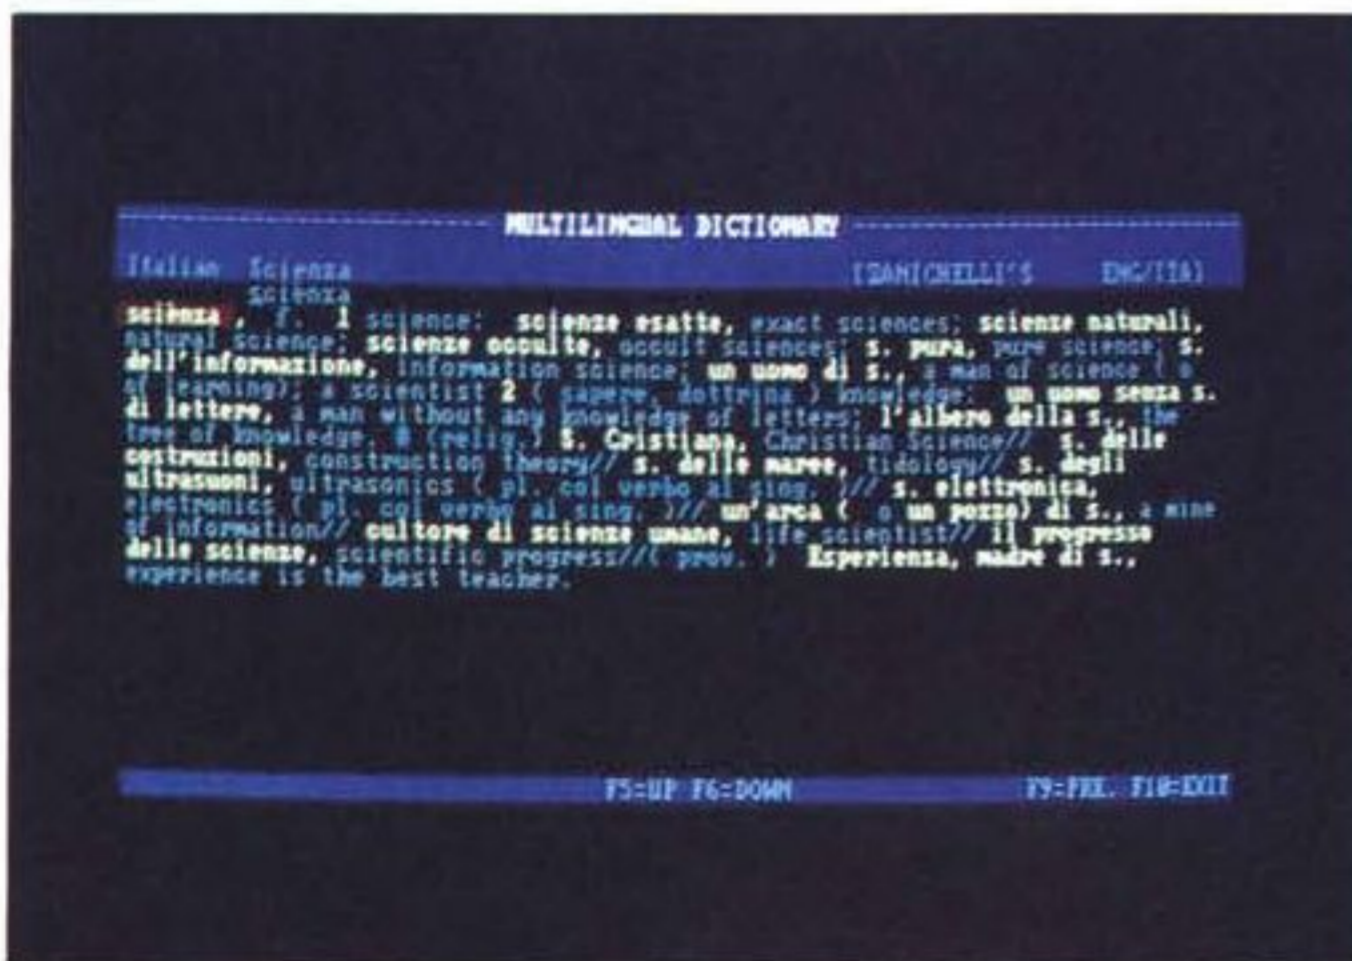 MULTILINGUAL DICTIONARY
Italian Scienza [ZANICHELLI'S ENG/ITA]
Scienza
scienza, f. 1 science; scienze esatte, exact sciences; scienze naturali,
natural science; scienze occulte, occult sciences; s. pura, pure science; s.
dell'informazione, information science; un uomo di s., a man of science ( o
of learning); a scientist 2 ( sapere, dottrina ) knowledge; un uomo senza s.
di lettere, a man without any knowledge of letters; l'albero della s., the
tree of knowledge. (relig.) S. Cristiana, Christian Science// s. delle
costruzioni, construction theory// s. delle maree, tidology// s. degli
ultrasuoni, ultrasonics ( pl. col verbo al sing. )// s. elettronica,
electronics ( pl. col verbo al sing. )// un'arca ( o un pozzo) di s., a mine
of information// cultore di scienze umane, life scientist// il progresso
delle scienze, scientific progress//( prov. ) Esperienza, madre di s.,
experience is the best teacher.
F5=UP F6=DOWN F9=PRE. F10=EXIT